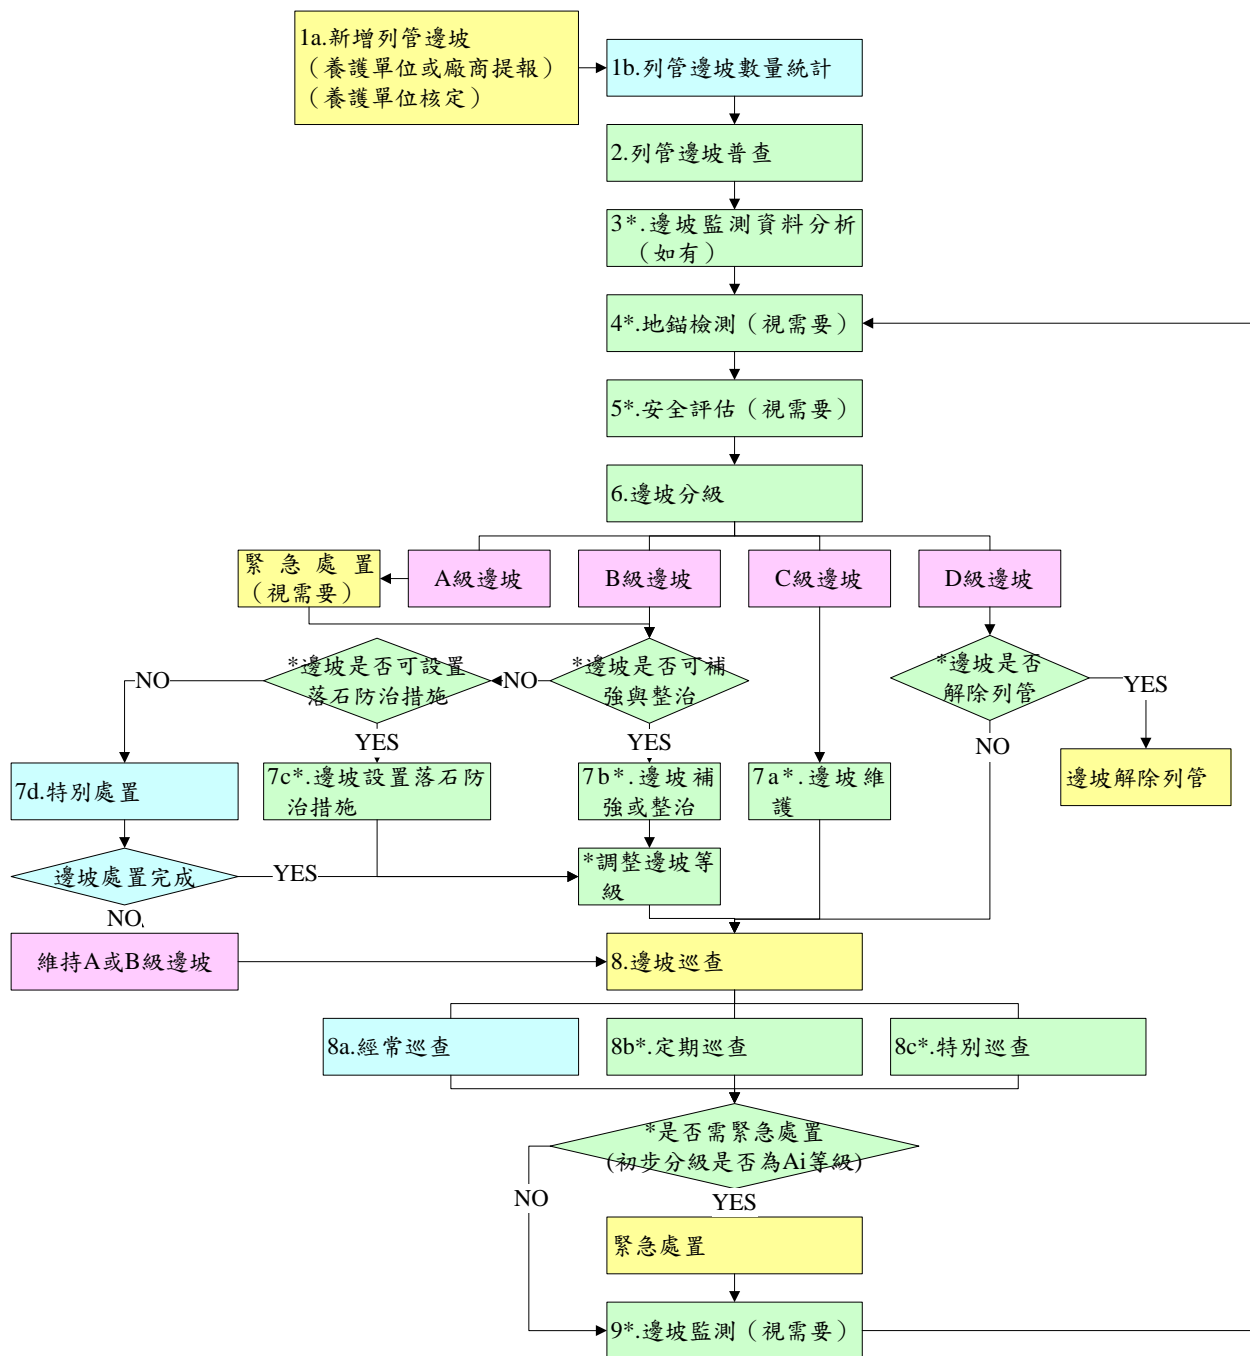 1a.新增列管邊坡
（養護單位或廠商提報）
（養護單位核定）
1b.列管邊坡數量統計
2.列管邊坡普查
3*.邊坡監測資料分析
（如有）
4*.地錨檢測（視需要）
5*.安全評估（視需要）
6.邊坡分級
緊急處置
（視需要）
A級邊坡
B級邊坡
C級邊坡
D級邊坡
*邊坡是否可設置
落石防治措施
*邊坡是否可補
強與整治
*邊坡是否
解除列管
NO
NO
YES
YES
YES
NO
7d.特別處置
7c*.邊坡設置落石防
治措施
7b*.邊坡補
強或整治
7a*.邊坡維
護
邊坡解除列管
邊坡處置完成
YES
*調整邊坡等
級
NO
維持A或B級邊坡
8.邊坡巡查
8a.經常巡查
8b*.定期巡查
8c*.特別巡查
*是否需緊急處置
(初步分級是否為Ai等級)
NO
YES
緊急處置
9*.邊坡監測（視需要）